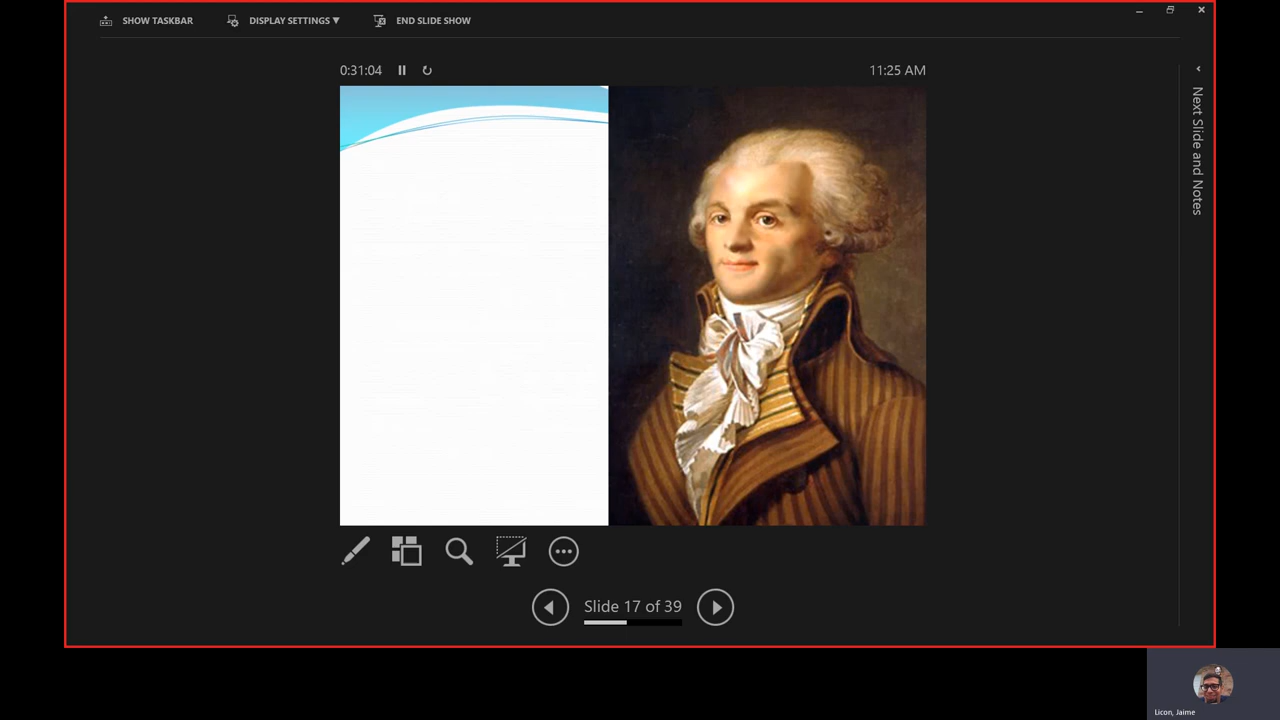 SHOW TASKBAR
DISPLAY SETTINGS ▼
END SLIDE SHOW
0:31:04
11:25 AM
Next Slide and Notes
Slide 17 of 39
Licon, Jaime